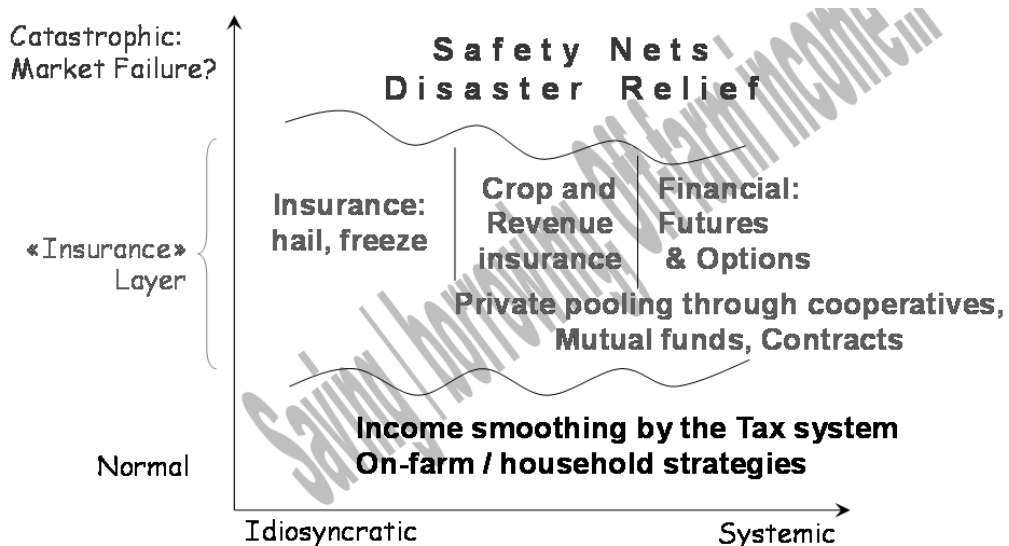 Catastrophic:
Market Failure?
Safety Nets
Disaster Relief
«Insurance»
Layer
Insurance:
hail, freeze
Crop and
Revenue
insurance
Financial:
Futures
& Options
Private pooling through cooperatives,
Mutual funds, Contracts
Saving / borrowing, Off farm income...
Income smoothing by the Tax system
On-farm / household strategies
Normal
Idiosyncratic
Systemic